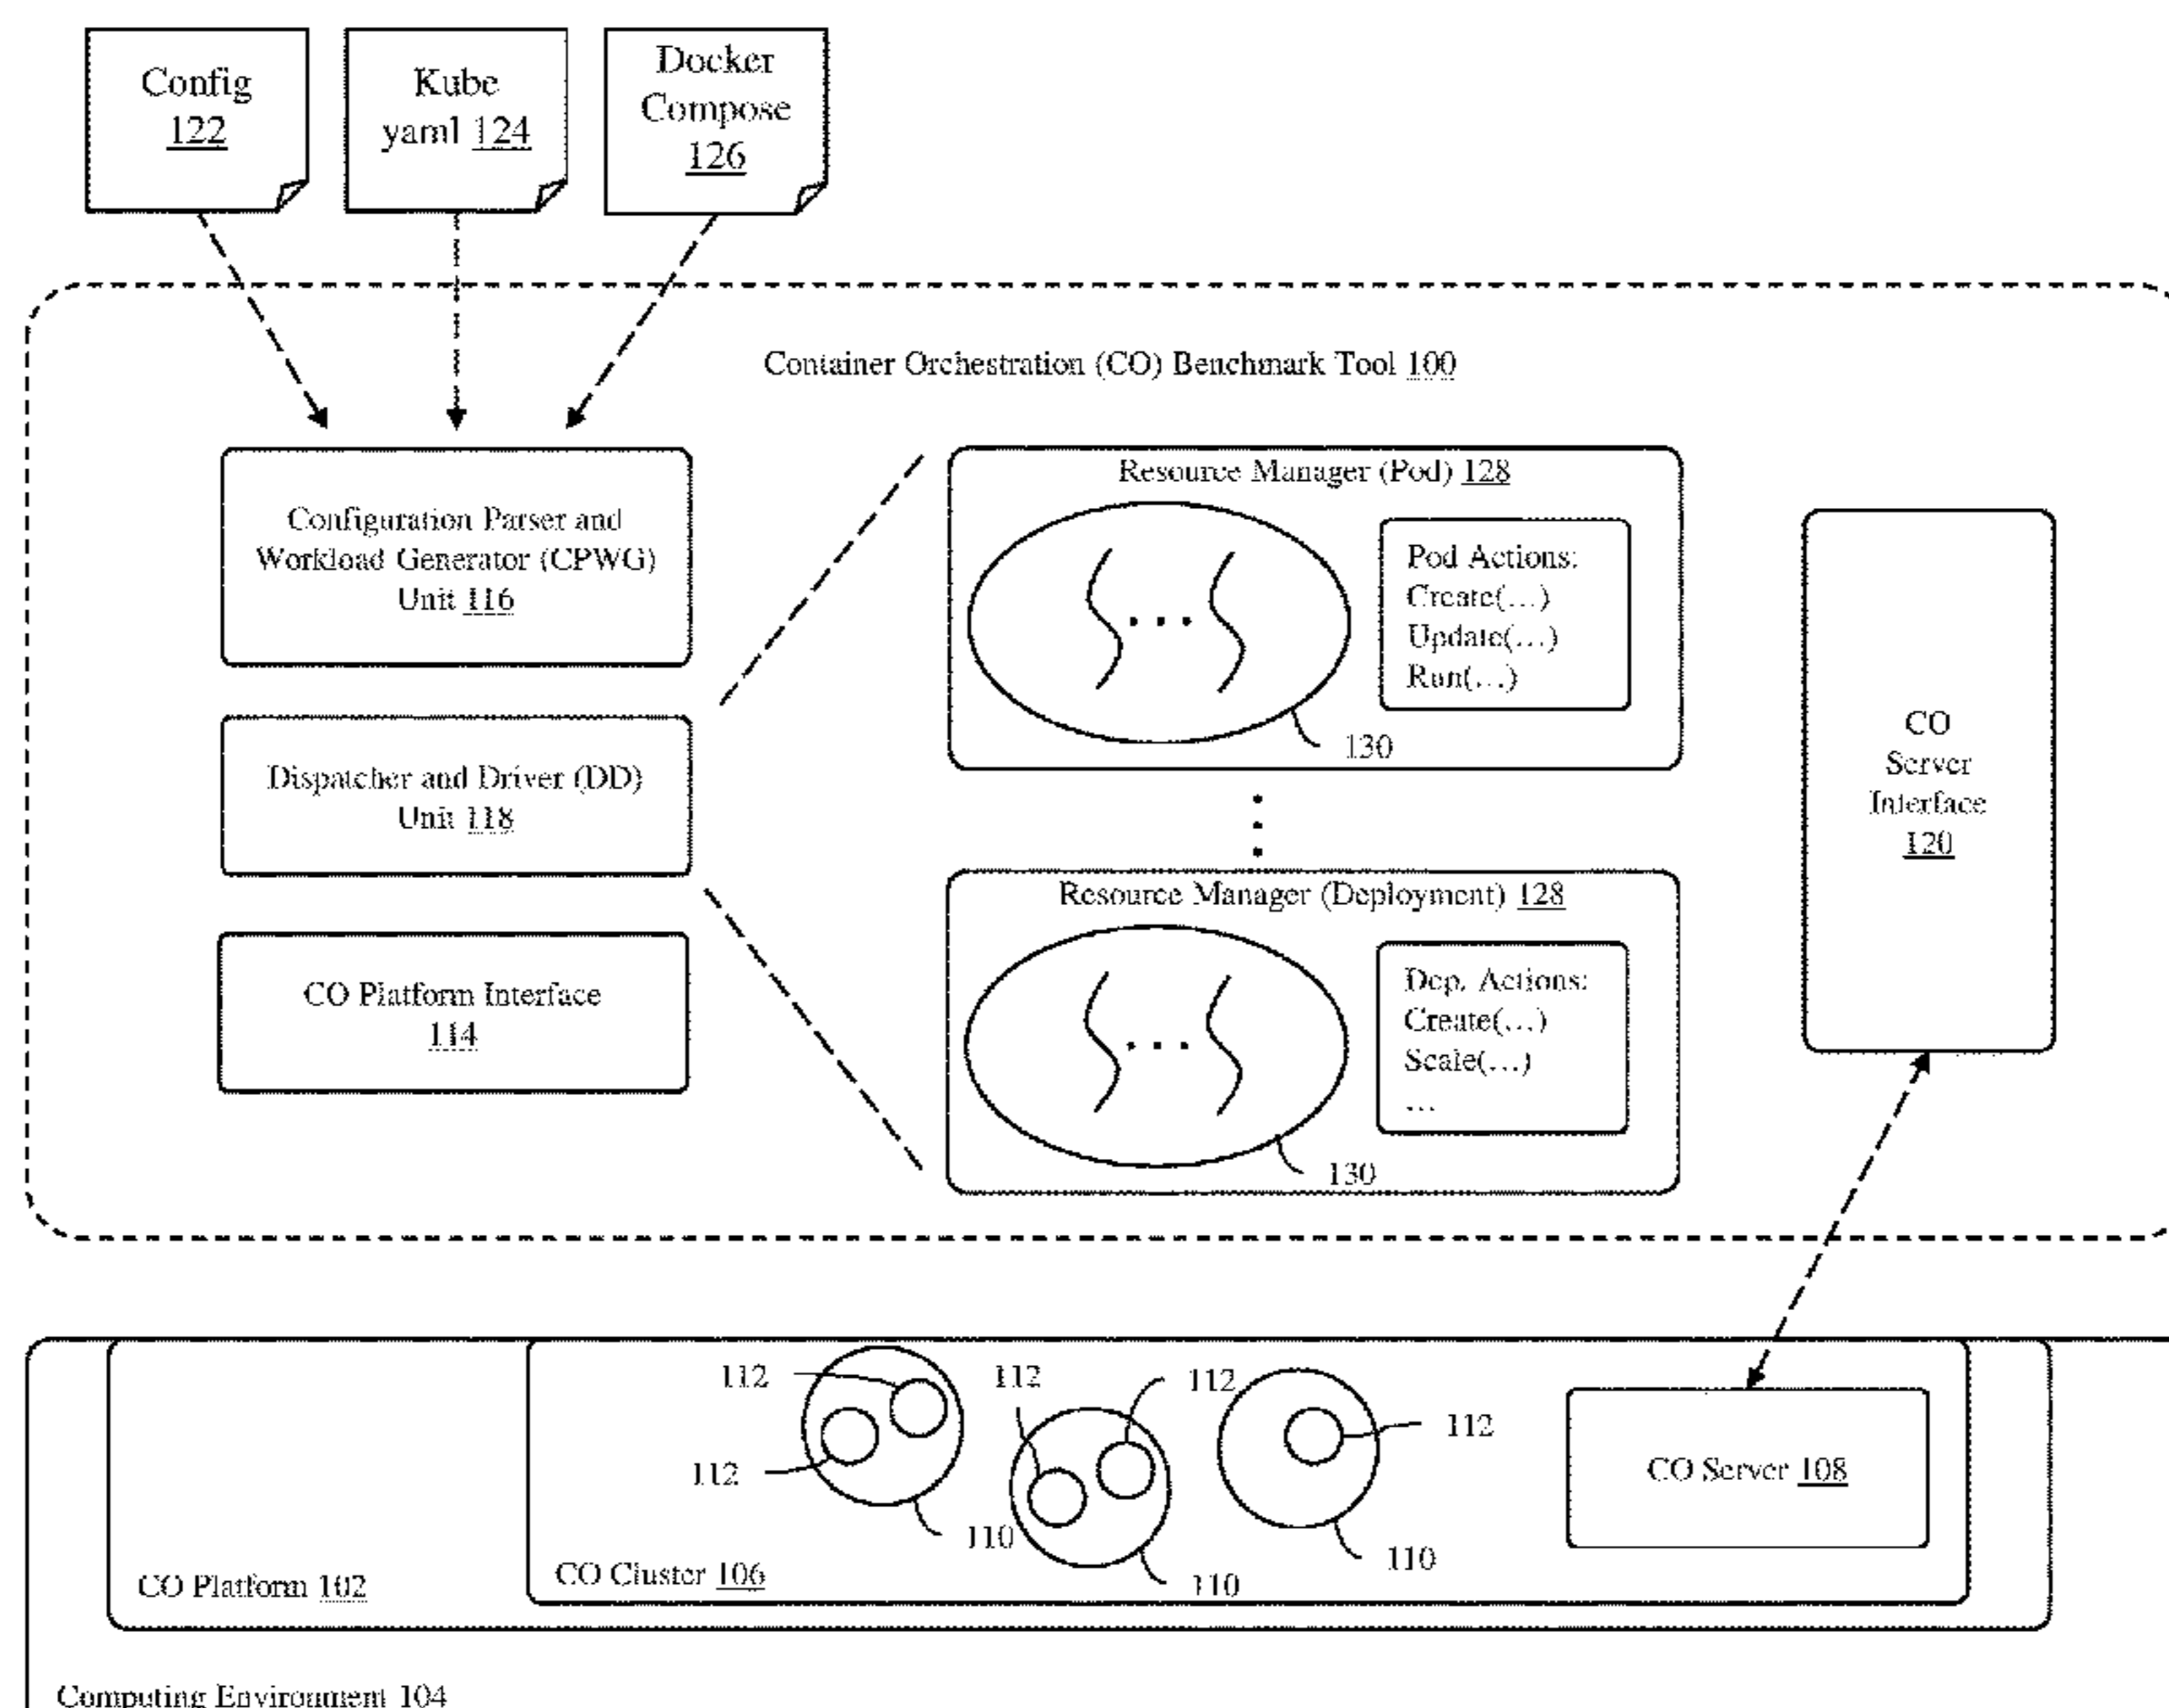 Config
122
Kube
yaml 124
Docker
Compose
126
Container Orchestration (CO) Benchmark Tool 100
Configuration Parser and
Workload Generator (CPWG)
Unit 116
Dispatcher and Driver (DD)
Unit 118
CO Platform Interface
114
Resource Manager (Pod) 128
Pod Actions:
Create(...)
Update(...)
Run(...)
130
Resource Manager (Deployment) 128
Dep. Actions:
Create(...)
Scale(...)
...
130
CO
Server
Interface
120
112
112
112
112
112
110
110
110
CO Server 108
CO Cluster 106
CO Platform 102
Computing Environment 104